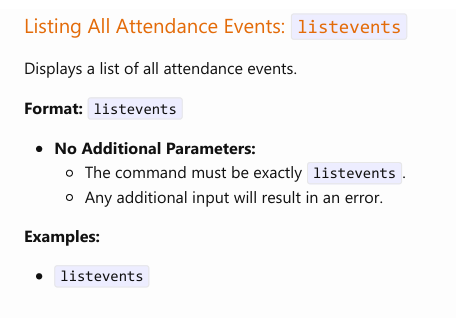 Listing All Attendance Events: listevents
Displays a list of all attendance events.
Format: listevents
No Additional Parameters:
The command must be exactly listevents.
Any additional input will result in an error.
Examples:
listevents